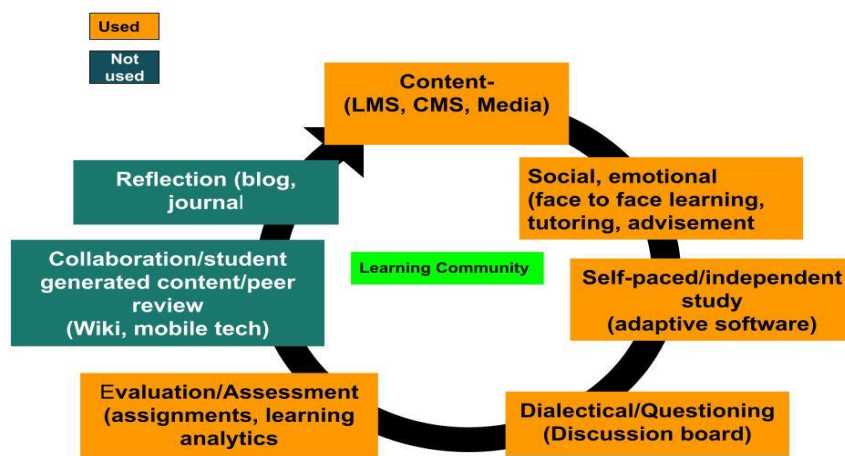 Used
Not
used
Content-
(LMS, CMS, Media)
Social, emotional
(face to face learning,
tutoring, advisement
Self-paced/independent
study
(adaptive software)
Dialectical/Questioning
(Discussion board)
Evaluation/Assessment
(assignments, learning
analytics
Collaboration/student
generated content/peer
review
(Wiki, mobile tech)
Reflection (blog,
journal
Learning Community